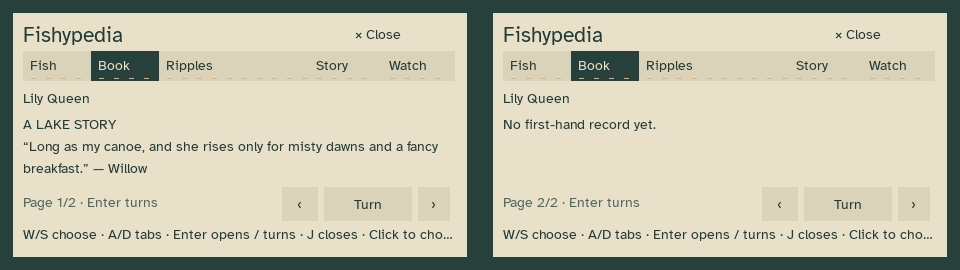 Fishypedia
× Close
Fish Book Ripples Story Watch
Lily Queen
A LAKE STORY
“Long as my canoe, and she rises only for misty dawns and a fancy
breakfast.” — Willow
Page 1/2 · Enter turns ‹ Turn ›
W/S choose · A/D tabs · Enter opens / turns · J closes · Click to cho...
Fishypedia
× Close
Fish Book Ripples Story Watch
Lily Queen
No first-hand record yet.
Page 2/2 · Enter turns ‹ Turn ›
W/S choose · A/D tabs · Enter opens / turns · J closes · Click to cho...